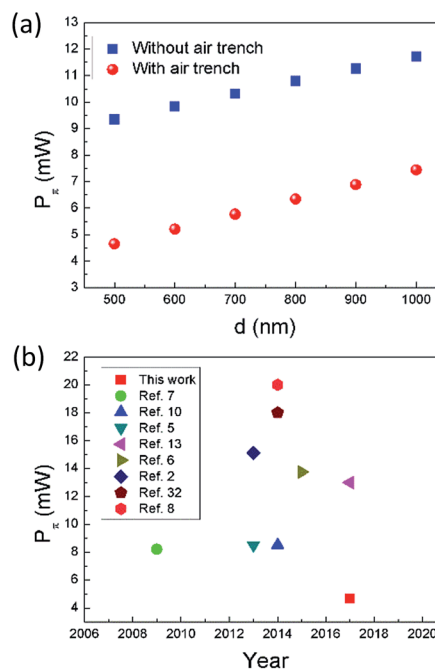 (a)
13
12
11
10
9
8
7
6
5
4
3
P_π (mW)
Without air trench
With air trench
500 600 700 800 900 1000
d (nm)
(b)
22
20
18
16
14
12
10
8
6
4
P_π (mW)
This work
Ref. 7
Ref. 10
Ref. 5
Ref. 13
Ref. 6
Ref. 2
Ref. 32
Ref. 8
2006 2008 2010 2012 2014 2016 2018 2020
Year